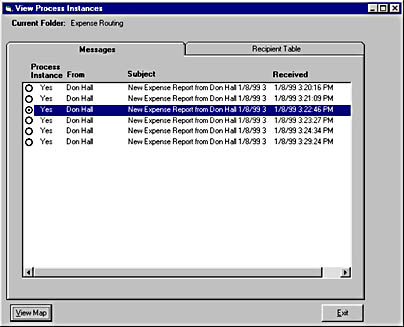 View Process Instances
Current Folder: Expense Routing
Messages Recipient Table
Process Instance From Subject Received
Yes Don Hall New Expense Report from Don Hall 1/8/99 3 1/8/99 3:20:16 PM
Yes Don Hall New Expense Report from Don Hall 1/8/99 3 1/8/99 3:21:09 PM
Yes Don Hall New Expense Report from Don Hall 1/8/99 3 1/8/99 3:22:46 PM
Yes Don Hall New Expense Report from Don Hall 1/8/99 3 1/8/99 3:23:27 PM
Yes Don Hall New Expense Report from Don Hall 1/8/99 3 1/8/99 3:24:34 PM
Yes Don Hall New Expense Report from Don Hall 1/8/99 3 1/8/99 3:29:24 PM
View Map Exit